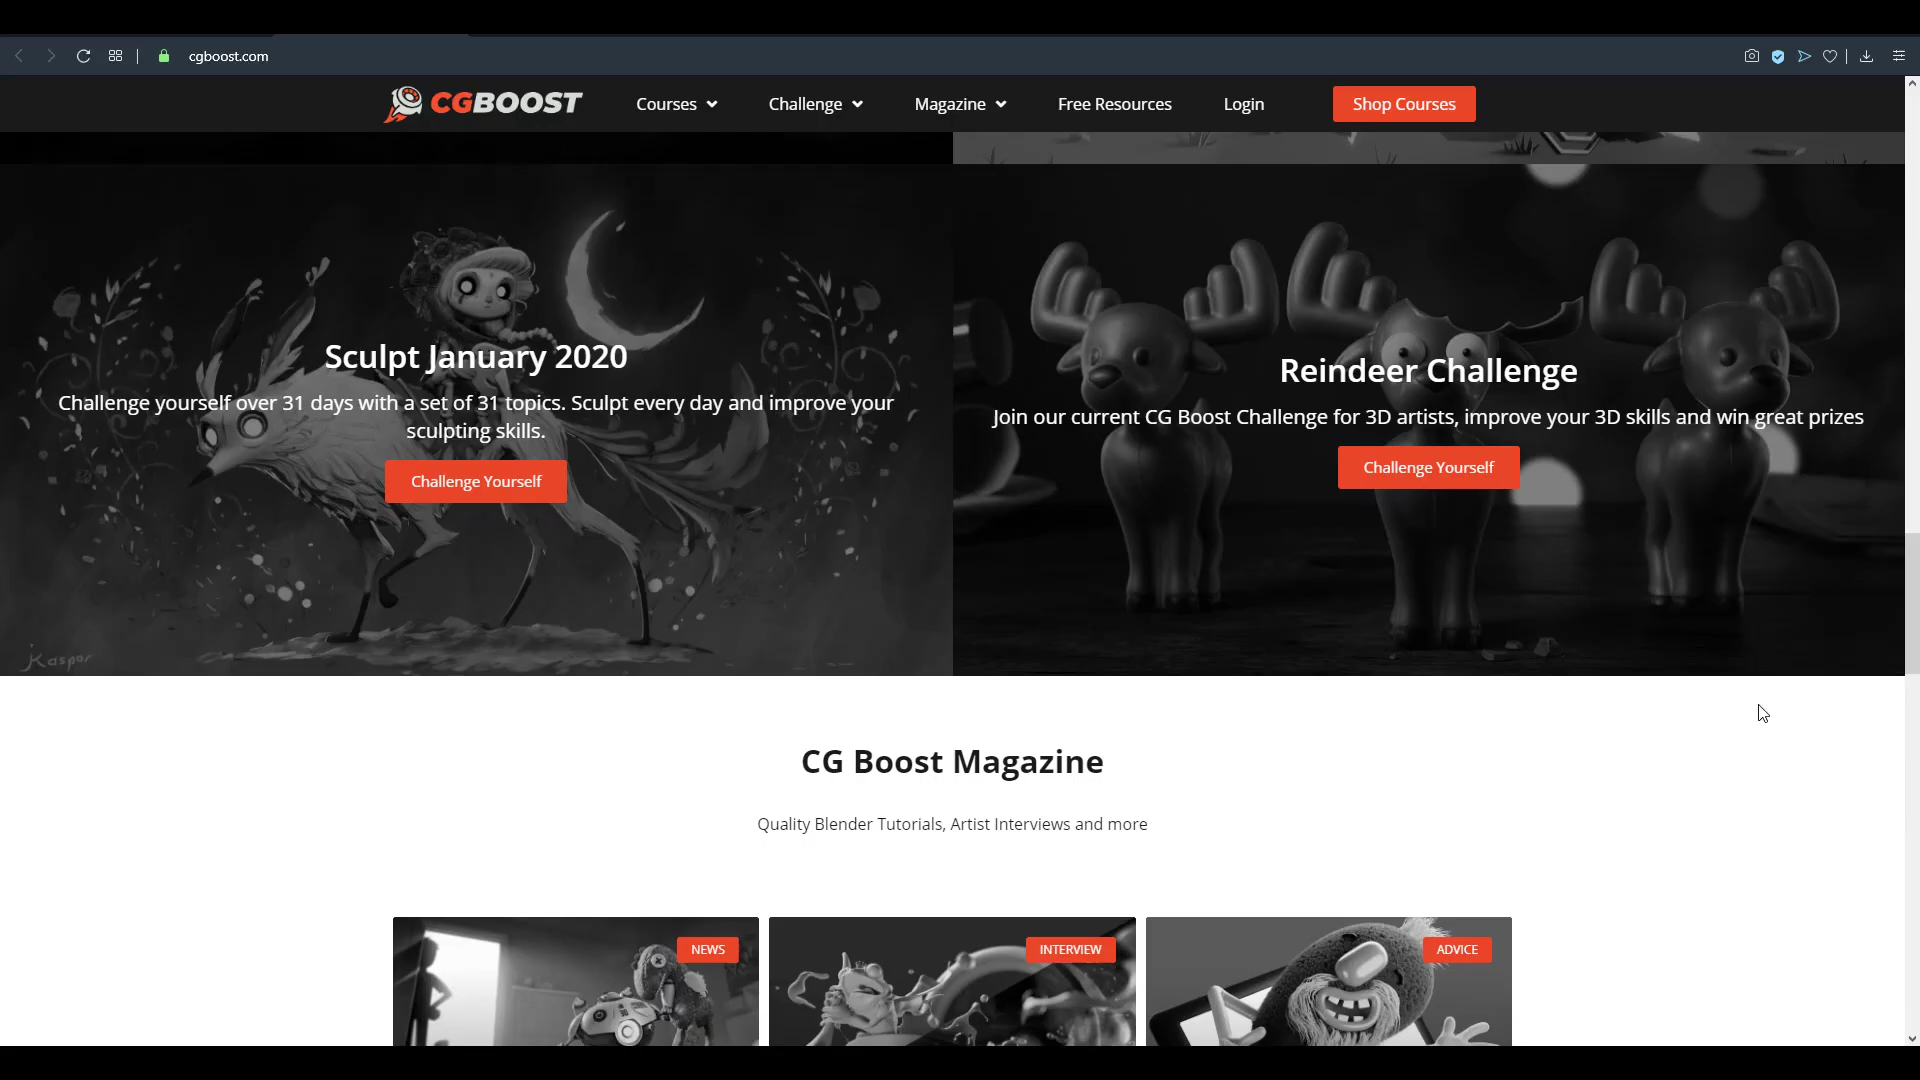 cgboost.com
CGBOOST
Courses
Challenge
Magazine
Free Resources
Login
Shop Courses
Sculpt January 2020
Challenge yourself over 31 days with a set of 31 topics. Sculpt every day and improve your
sculpting skills.
Challenge Yourself
Reindeer Challenge
Join our current CG Boost Challenge for 3D artists, improve your 3D skills and win great prizes
Challenge Yourself
jKaspar
CG Boost Magazine
Quality Blender Tutorials, Artist Interviews and more
NEWS
INTERVIEW
ADVICE